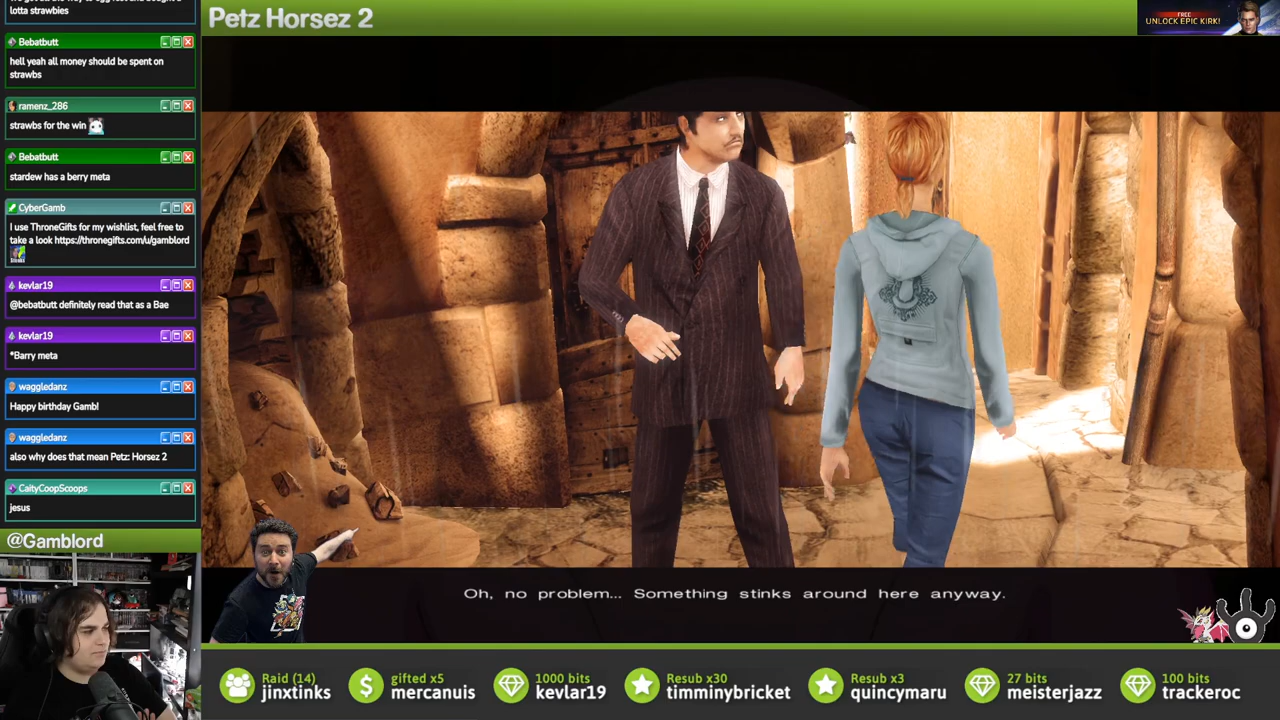 Petz Horsez 2
FREE
UNLOCK EPIC KIRK!
lotta strawbies
Bebatbutt
hell yeah all money should be spent on
strawbs
ramenz_286
strawbs for the win
Bebatbutt
stardew has a berry meta
CyberGamb
I use ThroneGifts for my wishlist, feel free to
take a look https://thronegifts.com/u/gamblord
kevlar19
@bebatbutt definitely read that as a Bae
kevlar19
*Barry meta
waggledanz
Happy birthday Gamb!
waggledanz
also why does that mean Petz: Horsez 2
CaityCoopScoops
jesus
@Gamblord
Oh, no problem... Something stinks around here anyway.
Raid (14)
jinxtinks
gifted x5
mercanuis
1000 bits
kevlar19
Resub x30
timminybricket
Resub x3
quincymaru
27 bits
meisterjazz
100 bits
trackeroc